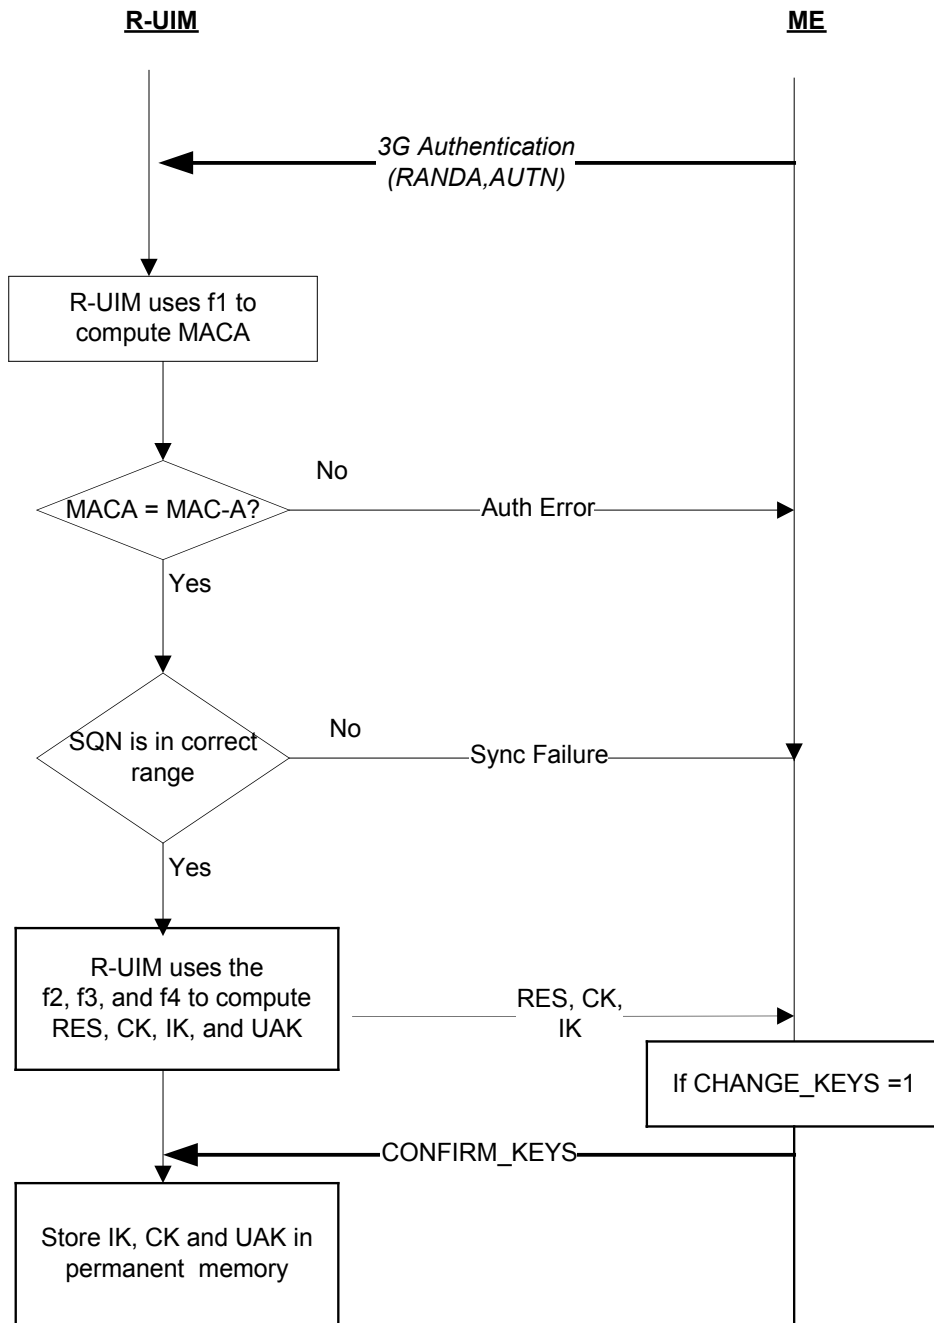 R-UIM
ME
3G Authentication
(RANDA,AUTN)
R-UIM uses f1 to
compute MACA
No
MACA = MAC-A?
Auth Error
Yes
No
SQN is in correct
range
Sync Failure
Yes
R-UIM uses the
f2, f3, and f4 to compute
RES, CK, IK, and UAK
RES, CK,
IK
If CHANGE_KEYS =1
CONFIRM_KEYS
Store IK, CK and UAK in
permanent memory